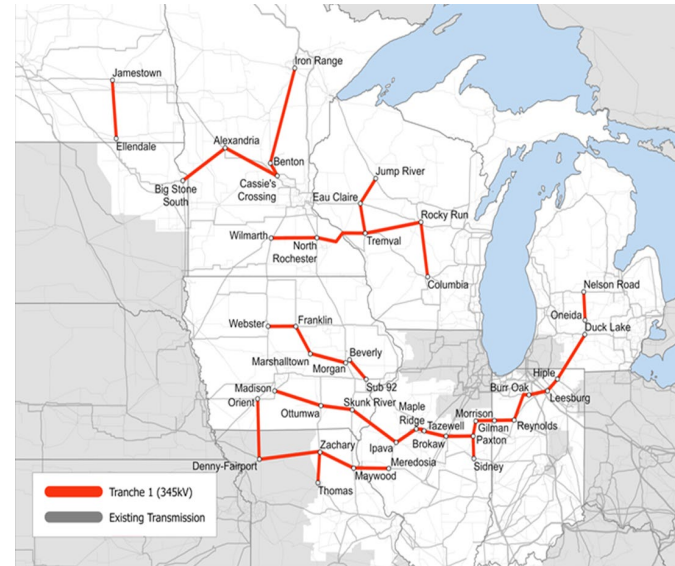 Iron Range
Jamestown
Alexandria
Ellendale
Benton
Jump River
Big Stone
South
Cassie's
Crossing
Eau Claire
Rocky Run
Wilmarth
North
Rochester
Tremval
Columbia
Nelson Road
Oneida
Duck Lake
Webster
Franklin
Marshalltown
Beverly
Morgan
Sub 92
Hiple
Madison
Orient
Burr Oak
Leesburg
Skunk River
Ottumwa
Maple
Ridge
Morrison
Tazewell
Gilman
Reynolds
Ipava
Brokaw
Paxton
Zachary
Denny-Fairport
Meredosia
Sidney
Maywood
Thomas
Tranche 1 (345kV)
Existing Transmission